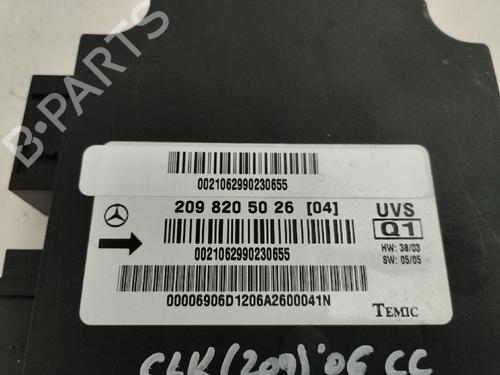 0021062990230655
209 820 50 26 [04]
UVS
Q1
HW: 38/03
SW: 05/05
0021062990230655
00006906D1206A2600041N
TEMIC
CLK (209) '06 CC
B-PARTS